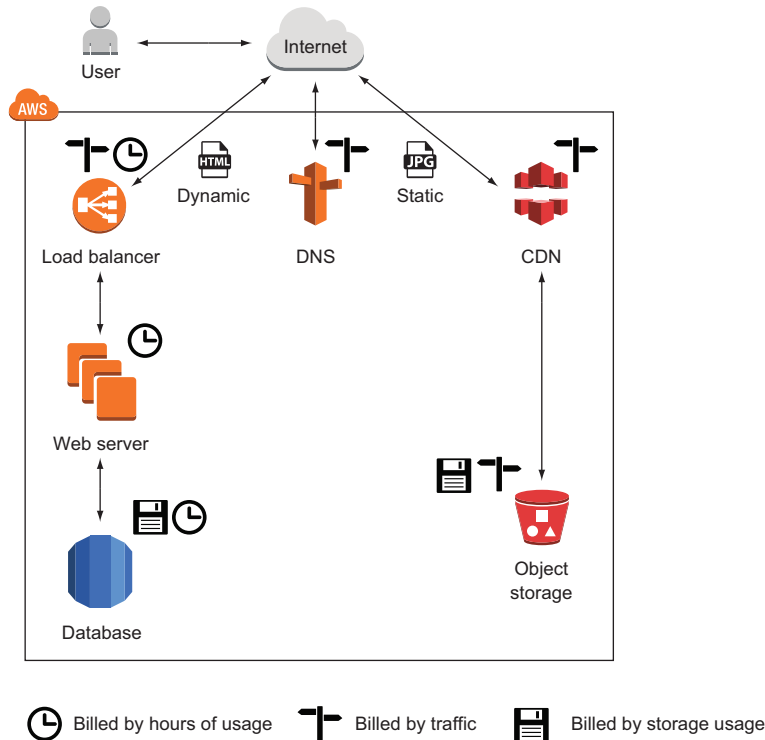 Internet
User
AWS
HTML
JPG
Dynamic
Static
Load balancer
DNS
CDN
Web server
Object
storage
Database
Billed by hours of usage
Billed by traffic
Billed by storage usage